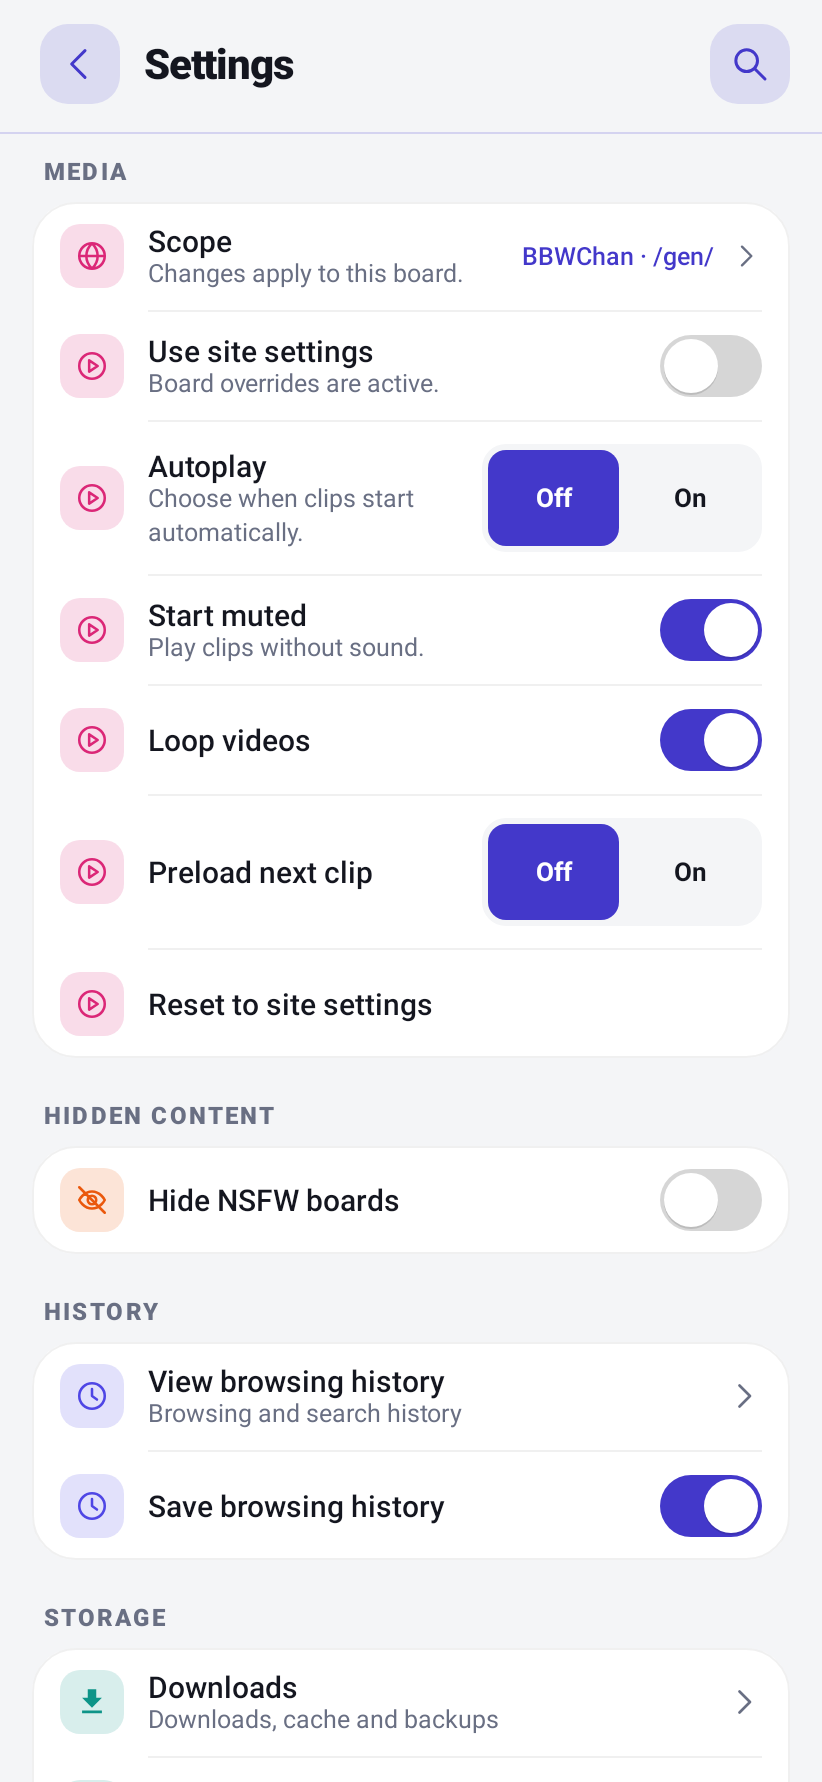 Settings
MEDIA
Scope
Changes apply to this board.
BBWChan · /gen/
Use site settings
Board overrides are active.
Autoplay
Choose when clips start
automatically.
Off
On
Start muted
Play clips without sound.
Loop videos
Preload next clip
Off
On
Reset to site settings
HIDDEN CONTENT
Hide NSFW boards
HISTORY
View browsing history
Browsing and search history
Save browsing history
STORAGE
Downloads
Downloads, cache and backups